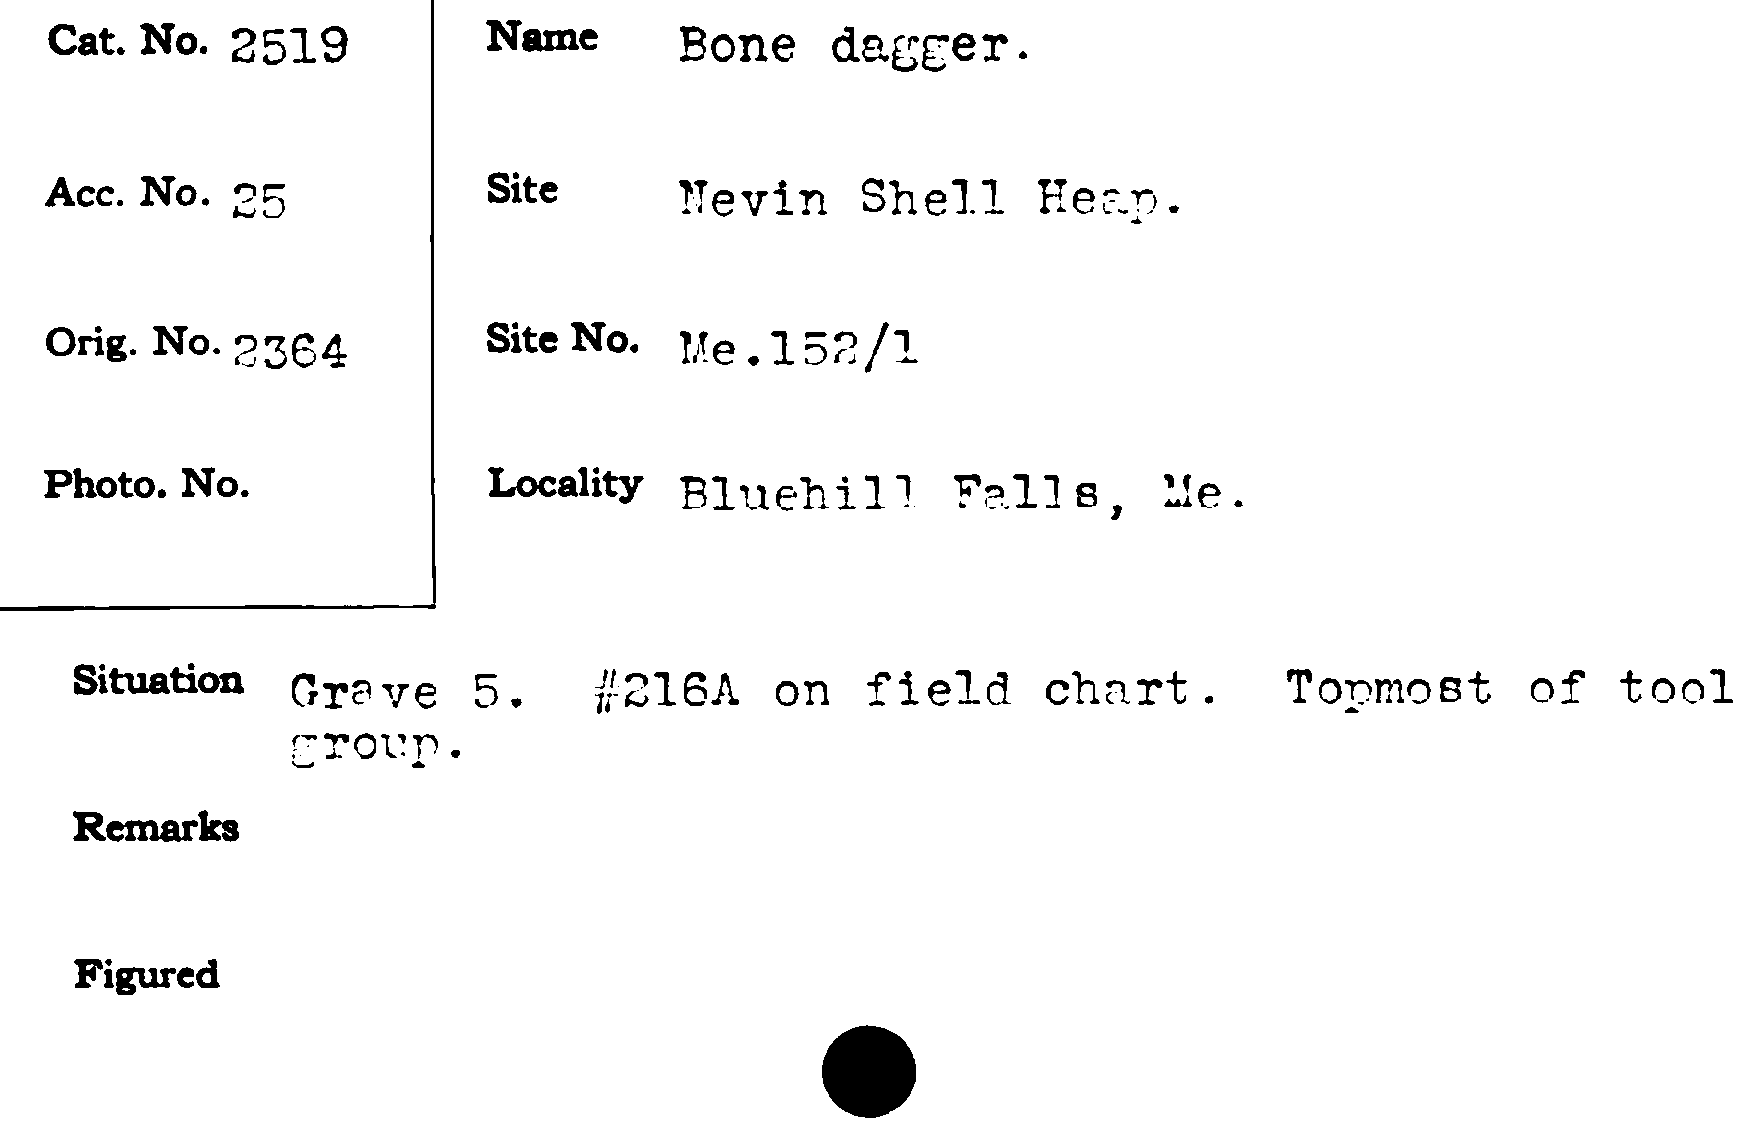 Cat. No. 2519
Name Bone dagger.
Acc. No. 25
Site Nevin Shell Heap.
Orig. No. 2364
Site No. Me.152/1
Photo. No.
Locality Bluehill Falls, Me.
Situation Grave 5. #216A on field chart. Topmost of tool
group.
Remarks
Figured